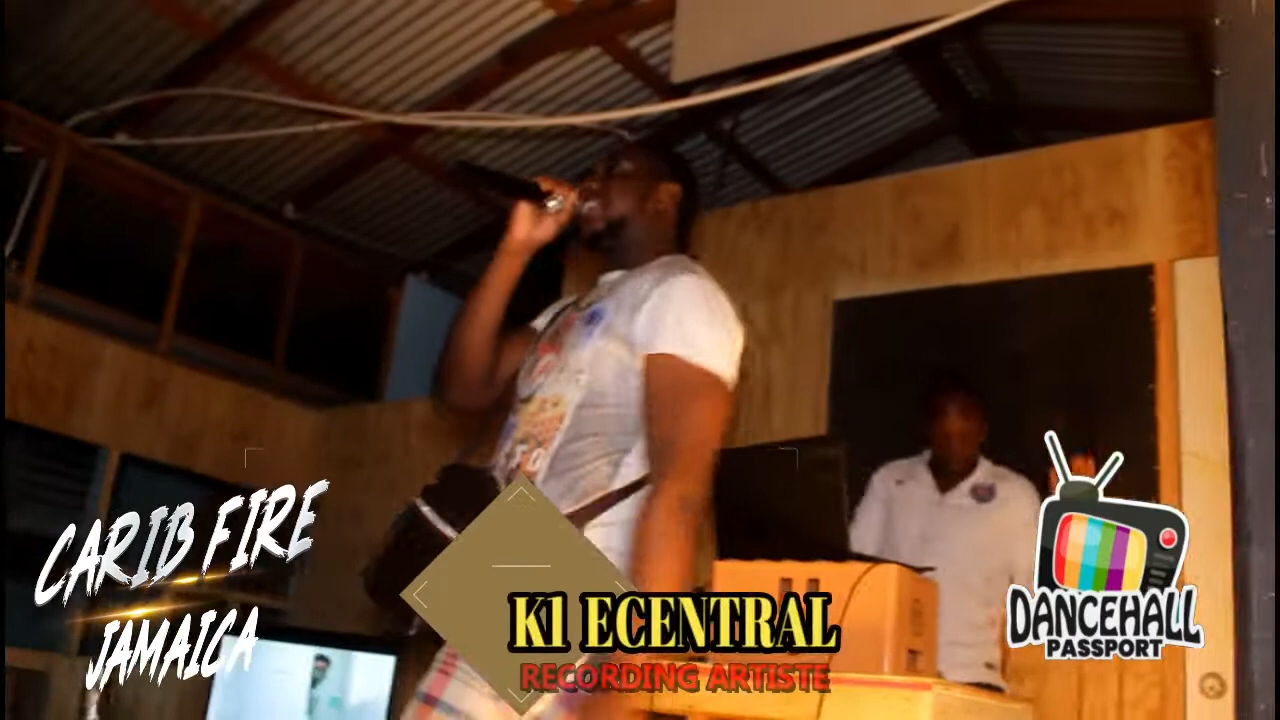 CARIB FIRE
JAMAICA
K1 ECENTRAL
RECORDING ARTISTE
DANCEHALL
PASSPORT